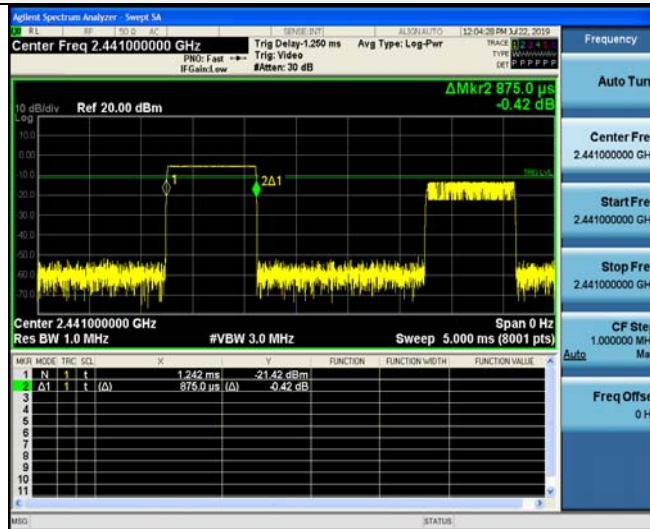 Agilent Spectrum Analyzer - Swept SA
RL RF 50 Ω AC SENSE:INT ALIGN AUTO 12:04:28 PM Jul 22, 2019
Center Freq 2.441000000 GHz
PNO: Fast
IFGain:Low
Trig Delay-1.250 ms
Trig: Video
#Atten: 30 dB
Avg Type: Log-Pwr
TRACE 1 2 3 4 5 6
TYPE
DET P P P P P P
ΔMkr2 875.0 µs
-0.42 dB
10 dB/div Ref 20.00 dBm
Log
10.0
0.00
-10.0
-20.0
-30.0
-40.0
-50.0
-60.0
-70.0
TRIG LVL
1
2Δ1
Center 2.441000000 GHz Span 0 Hz
Res BW 1.0 MHz #VBW 3.0 MHz Sweep 5.000 ms (8001 pts)
MKR MODE TRC SCL X Y FUNCTION FUNCTION WIDTH FUNCTION VALUE
1 N 1 t 1.242 ms -21.42 dBm
2 Δ1 1 t (Δ) 875.0 µs (Δ) -0.42 dB
3
4
5
6
7
8
9
10
11
MSG STATUS
Frequency
Auto Tun
Center Fre
2.441000000 GH
Start Fre
2.441000000 GH
Stop Fre
2.441000000 GH
CF Ste
1.000000 MH
Auto Ma
Freq Offse
0 H